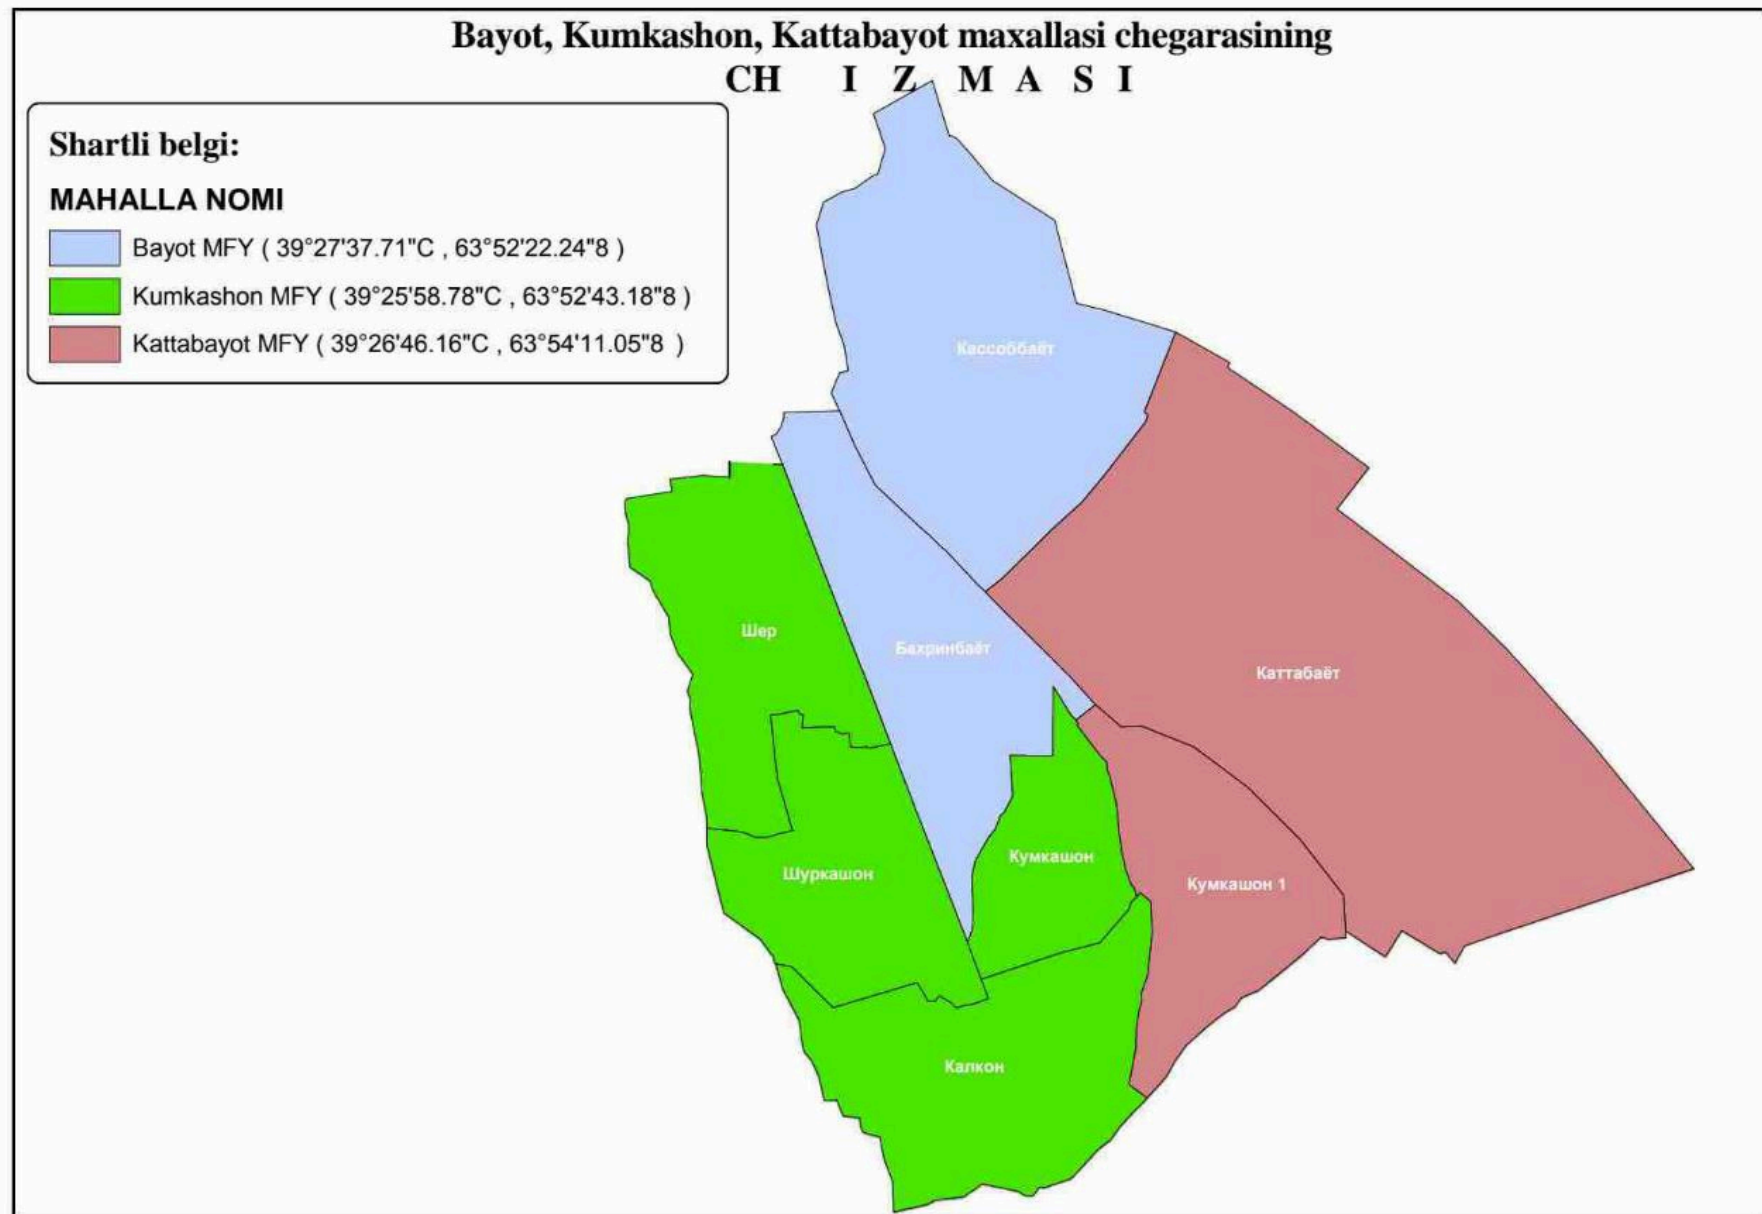 Bayot, Kumkashon, Kattabayot maxallasi chegarasining
CH I Z M A S I
Shartli belgi:
MAHALLA NOMI
Bayot MFY ( 39°27'37.71"C , 63°52'22.24"8 )
Kumkashon MFY ( 39°25'58.78"C , 63°52'43.18"8 )
Kattabayot MFY ( 39°26'46.16"C , 63°54'11.05"8 )
Кассоббаёт
Шер
Бахринбаёт
Каттабаёт
Шуркашон
Кумкашон
Кумкашон 1
Калкон